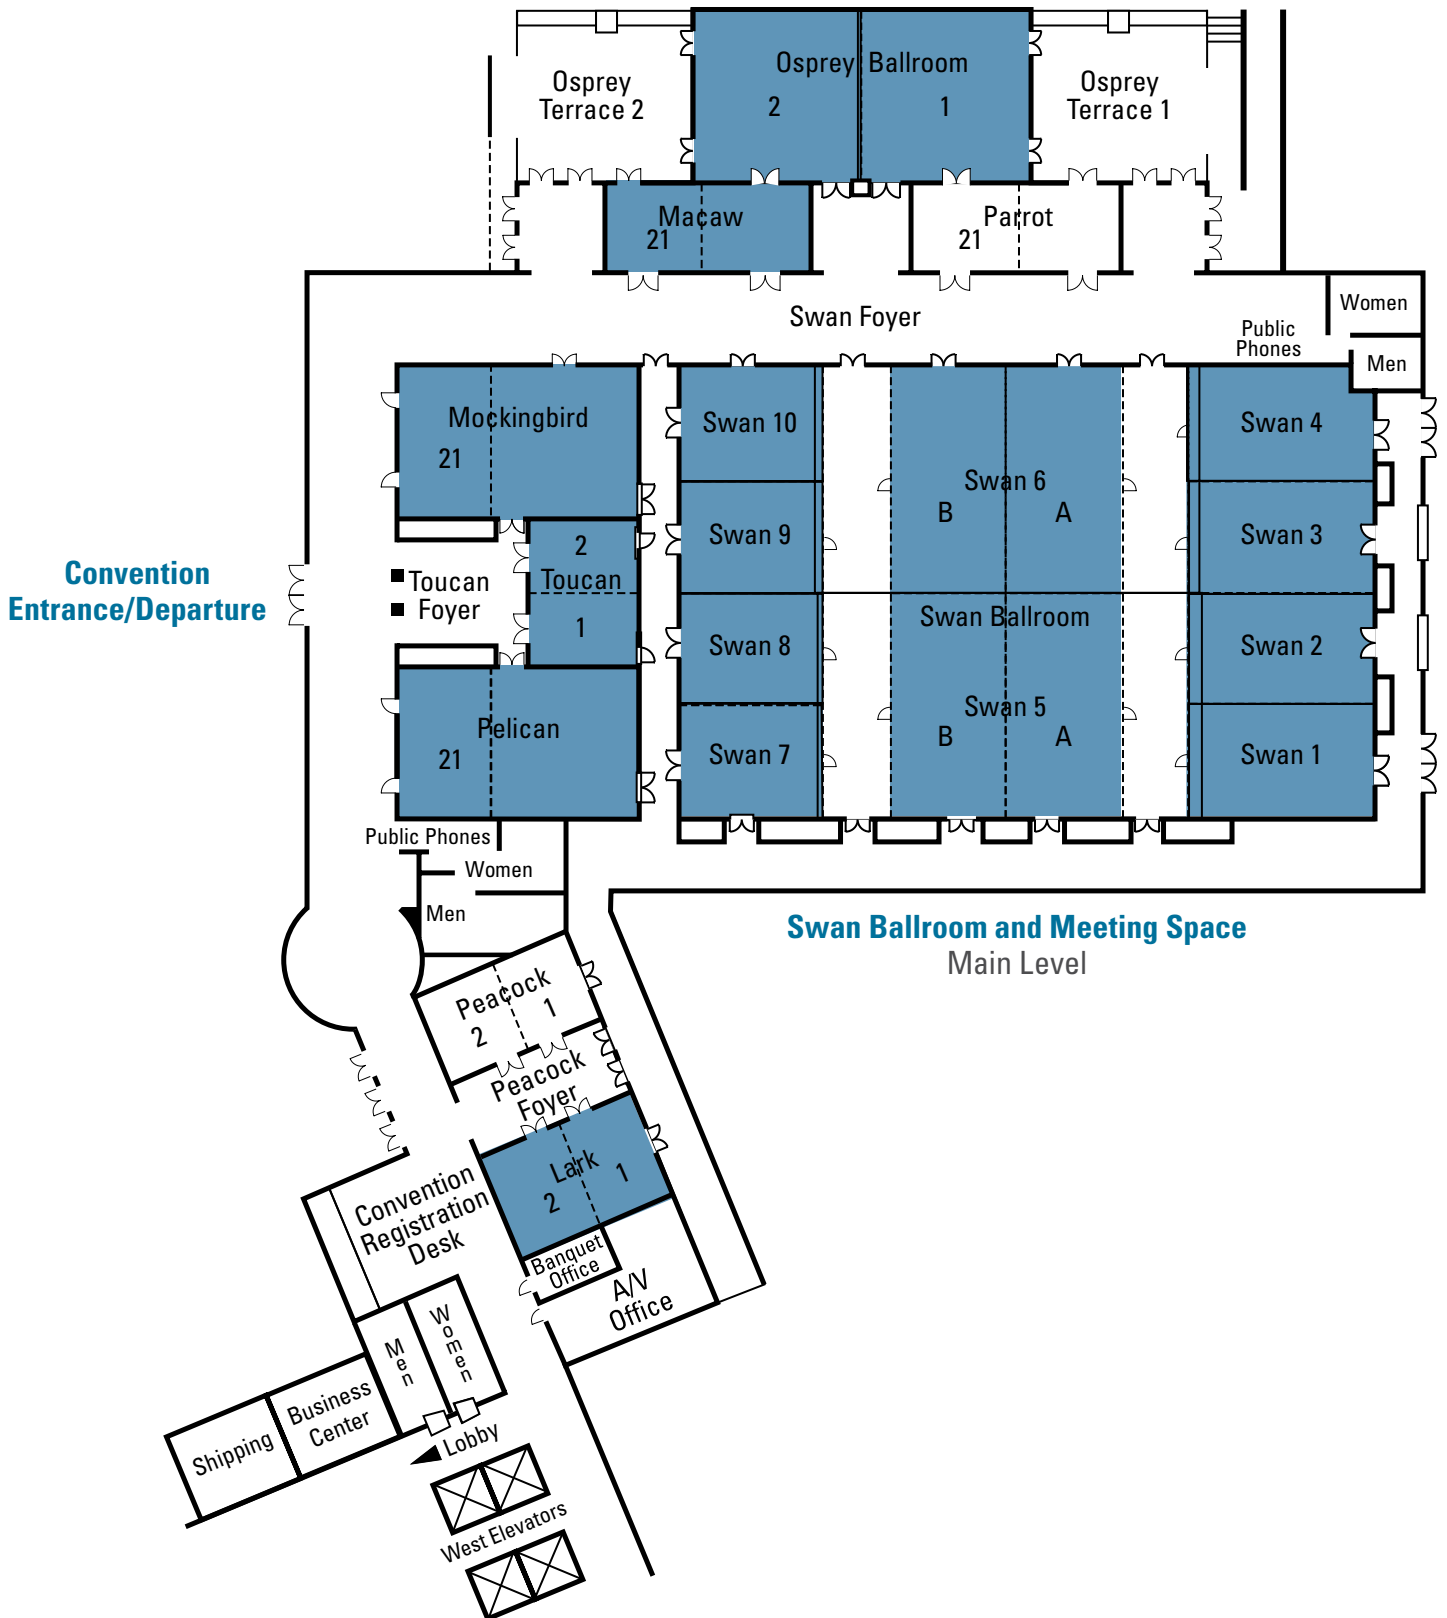 Osprey
Terrace 2
Osprey Ballroom
2
1
Osprey
Terrace 1
Macaw
21
Parrot
21
Swan Foyer
Women
Public
Phones
Men
Mockingbird
21
Swan 10
Swan 4
Swan 6
B
A
Swan 9
Swan 3
Convention
Entrance/Departure
Toucan
Foyer
2
Toucan
1
Swan Ballroom
Swan 8
Swan 2
Pelican
21
Swan 5
B
A
Swan 7
Swan 1
Public Phones
Women
Men
Swan Ballroom and Meeting Space
Main Level
Peacock
2
1
Peacock
Foyer
Lark
2
1
Convention
Registration
Desk
Banquet
Office
A/V
Office
Men
Women
Business
Center
Shipping
Lobby
West Elevators